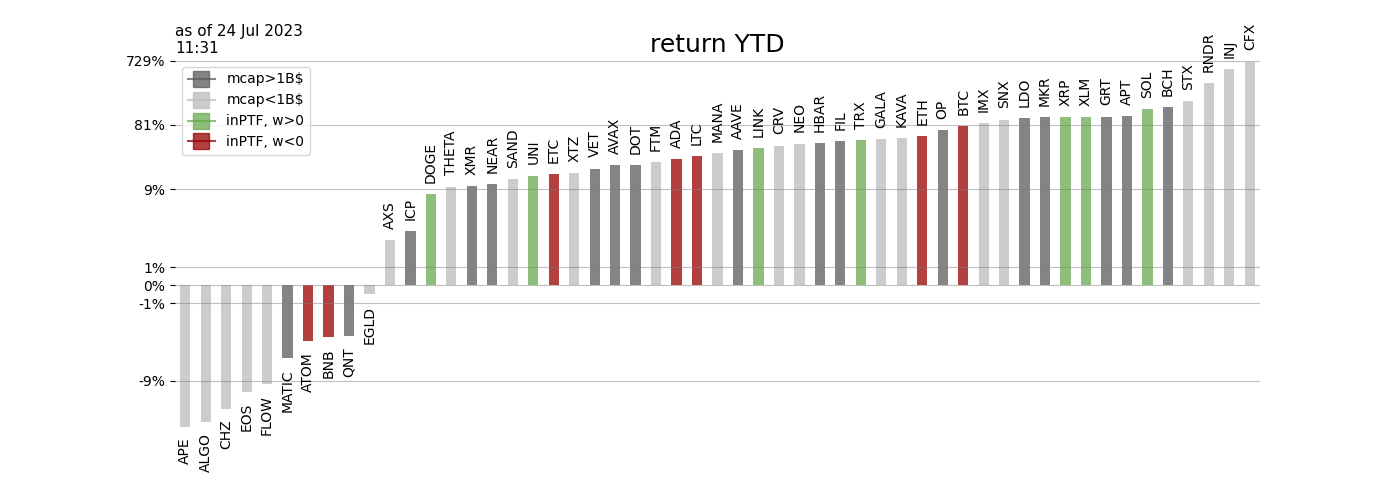 as of 24 Jul 2023
11:31
return YTD
729%
81%
9%
1%
0%
-1%
-9%
mcap>1B$
mcap<1B$
inPTF, w>0
inPTF, w<0
APE
ALGO
CHZ
EOS
FLOW
MATIC
ATOM
BNB
QNT
EGLD
AXS
ICP
DOGE
THETA
XMR
NEAR
SAND
UNI
ETC
XTZ
VET
AVAX
DOT
FTM
ADA
LTC
MANA
AAVE
LINK
CRV
NEO
HBAR
FIL
TRX
GALA
KAVA
ETH
OP
BTC
IMX
SNX
LDO
MKR
XRP
XLM
GRT
APT
SOL
BCH
STX
RNDR
INJ
CFX